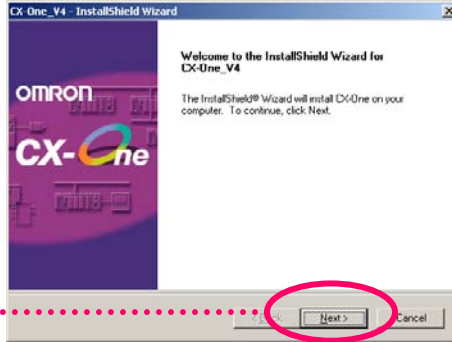 CX-One_V4 - InstallShield Wizard
Welcome to the InstallShield Wizard for
CX-One_V4
The InstallShield® Wizard will install CX-One on your
computer. To continue, click Next.
OMRON
CX-One
< Back
Next >
Cancel